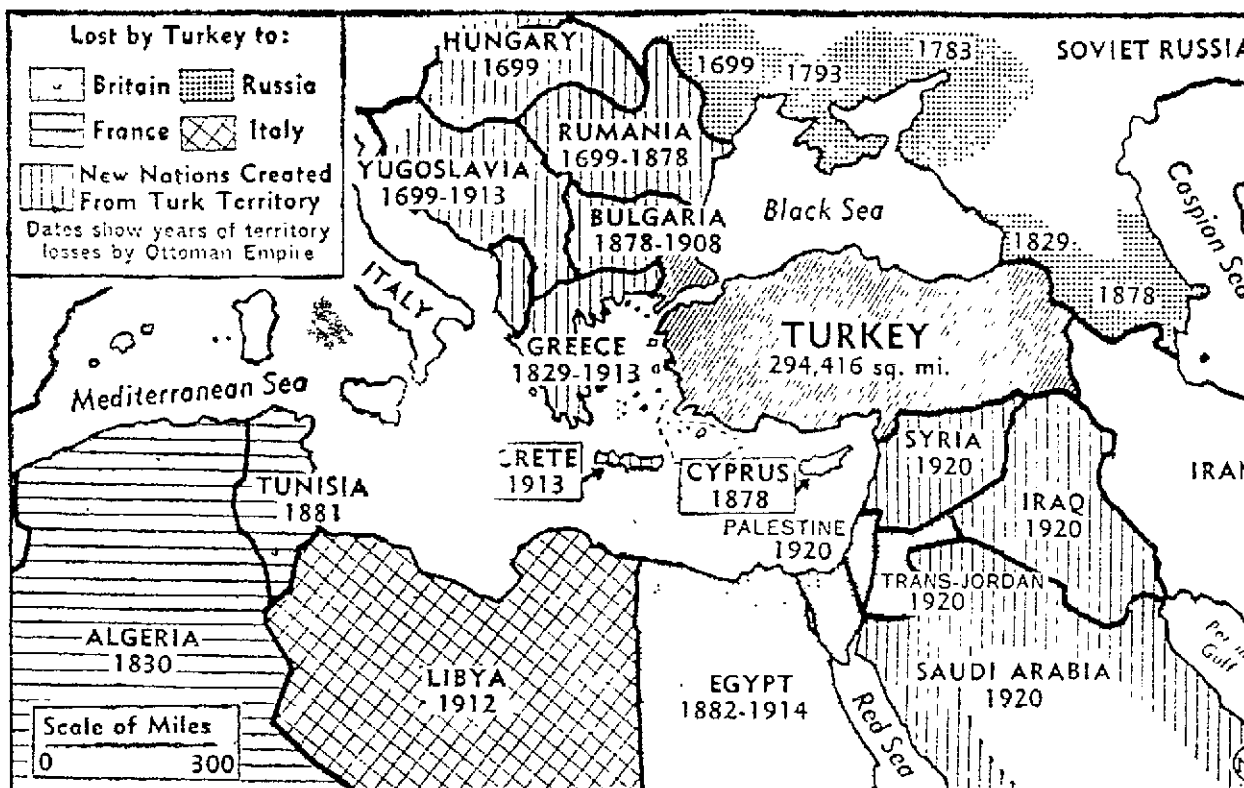 Lost by Turkey to:
Britain Russia
France Italy
New Nations Created
From Turk Territory
Dates show years of territory
losses by Ottoman Empire
HUNGARY
1699
1699
1793
1783
SOVIET RUSSIA
RUMANIA
1699-1878
YUGOSLAVIA
1699-1913
BULGARIA
1878-1908
Black Sea
Caspion Sea
1829
1878
ITALY
TURKEY
294,416 sq. mi.
GREECE
1829-1913
Mediterranean Sea
CRETE
1913
CYPRUS
1878
SYRIA
1920
IRAN
IRAQ
1920
TUNISIA
1881
PALESTINE
1920
TRANS-JORDAN
1920
ALGERIA
1830
LIBYA
1912
EGYPT
1882-1914
SAUDI ARABIA
1920
Red Sea
Gulf
Scale of Miles
0 300